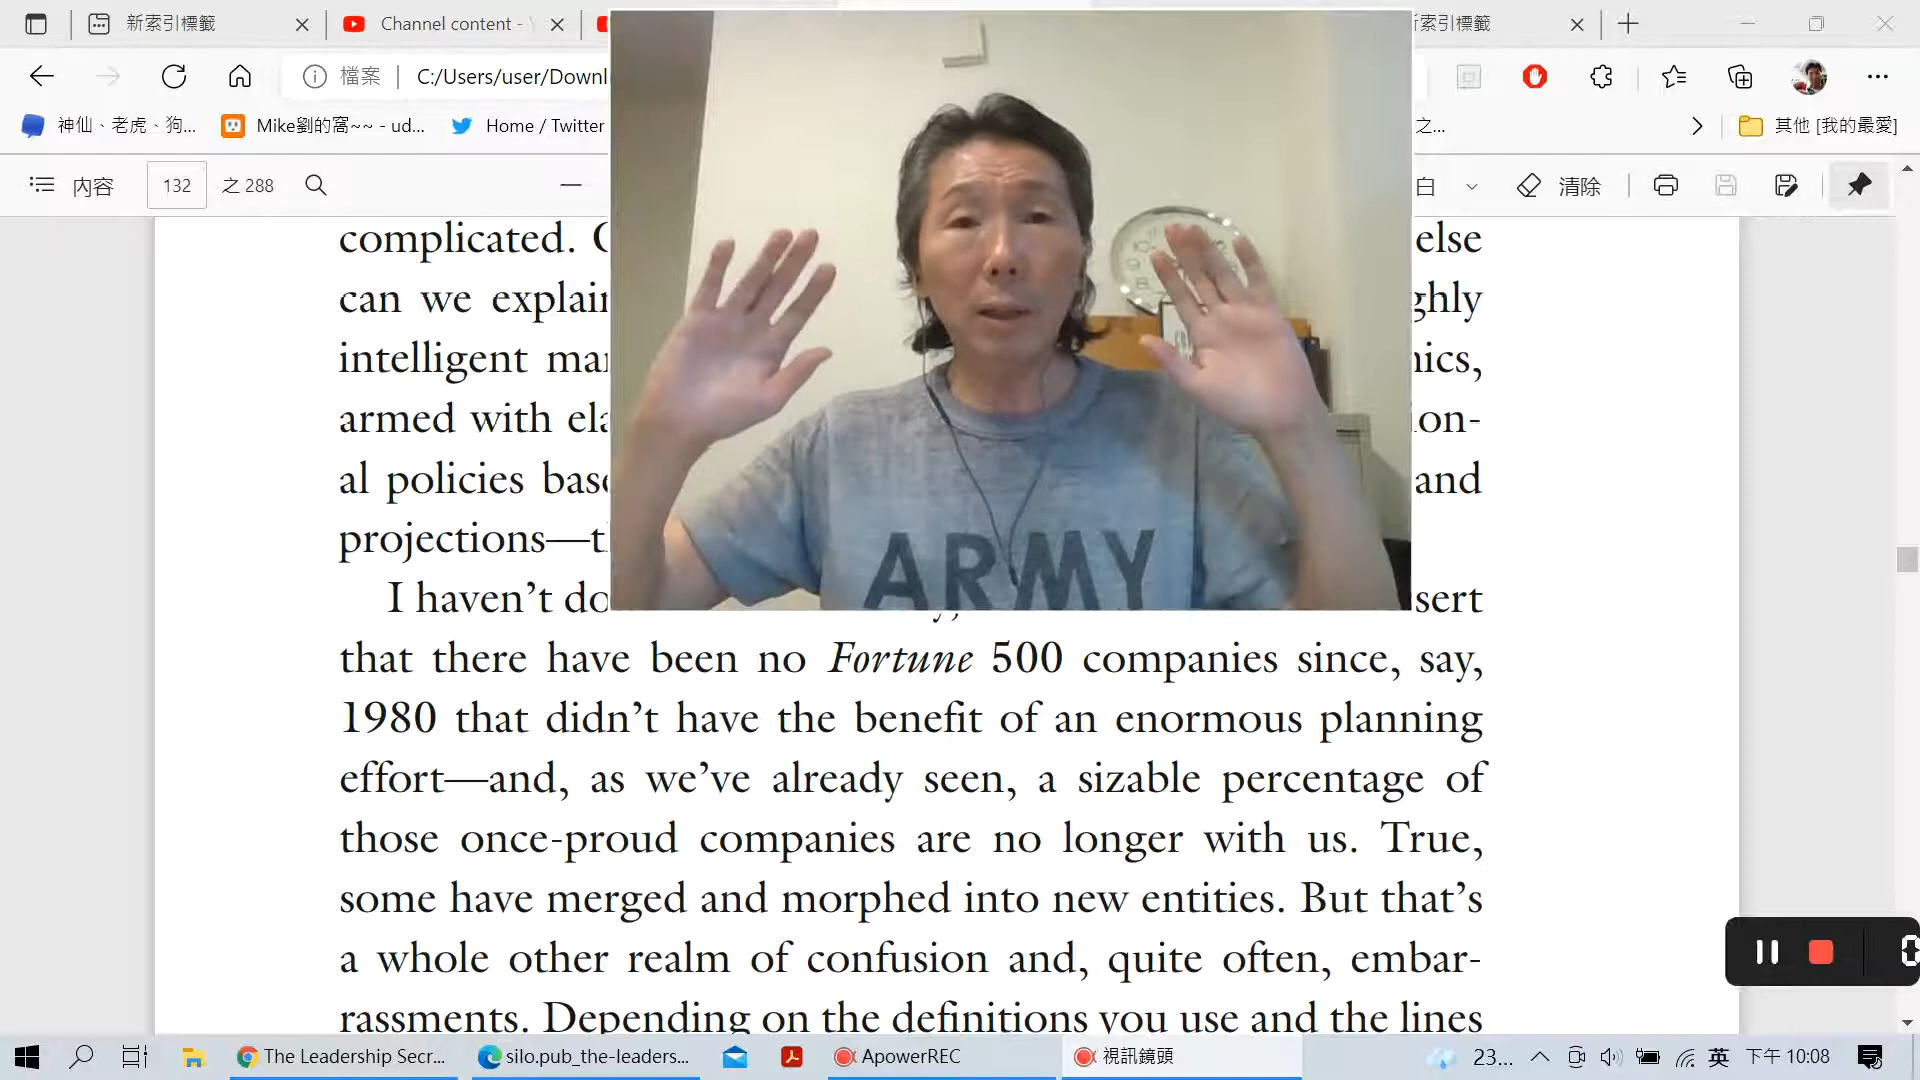 新索引標籤
Channel content -
新索引標籤
檔案
C:/Users/user/Downl
神仙、老虎、狗...
Mike劉的窩~~ - ud...
Home / Twitter
之...
其他 [我的最愛]
內容
132
之 288
白
清除
complicated.
else
can we explain
ghly
intelligent
nics,
armed with
ion-
al policies
and
projections—
I haven’t
sert
that there have been no Fortune 500 companies since, say,
1980 that didn’t have the benefit of an enormous planning
effort—and, as we’ve already seen, a sizable percentage of
those once-proud companies are no longer with us. True,
some have merged and morphed into new entities. But that’s
a whole other realm of confusion and, quite often, embar-
rassments. Depending on the definitions you use and the lines
ARMY
The Leadership Secr...
silo.pub_the-leaders...
ApowerREC
視訊鏡頭
23...
英
下午 10:08